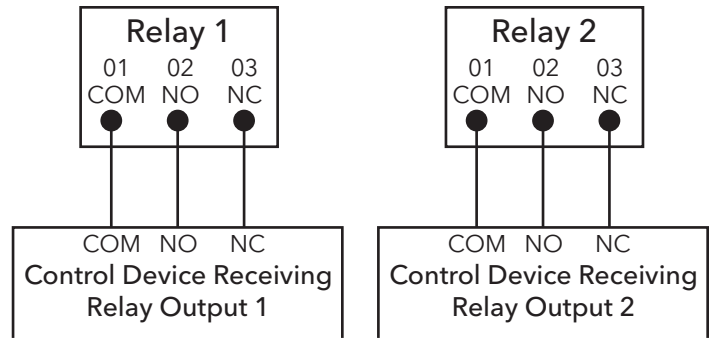 Relay 1
01 02 03
COM NO NC
COM NO NC
Control Device Receiving
Relay Output 1
Relay 2
01 02 03
COM NO NC
COM NO NC
Control Device Receiving
Relay Output 2